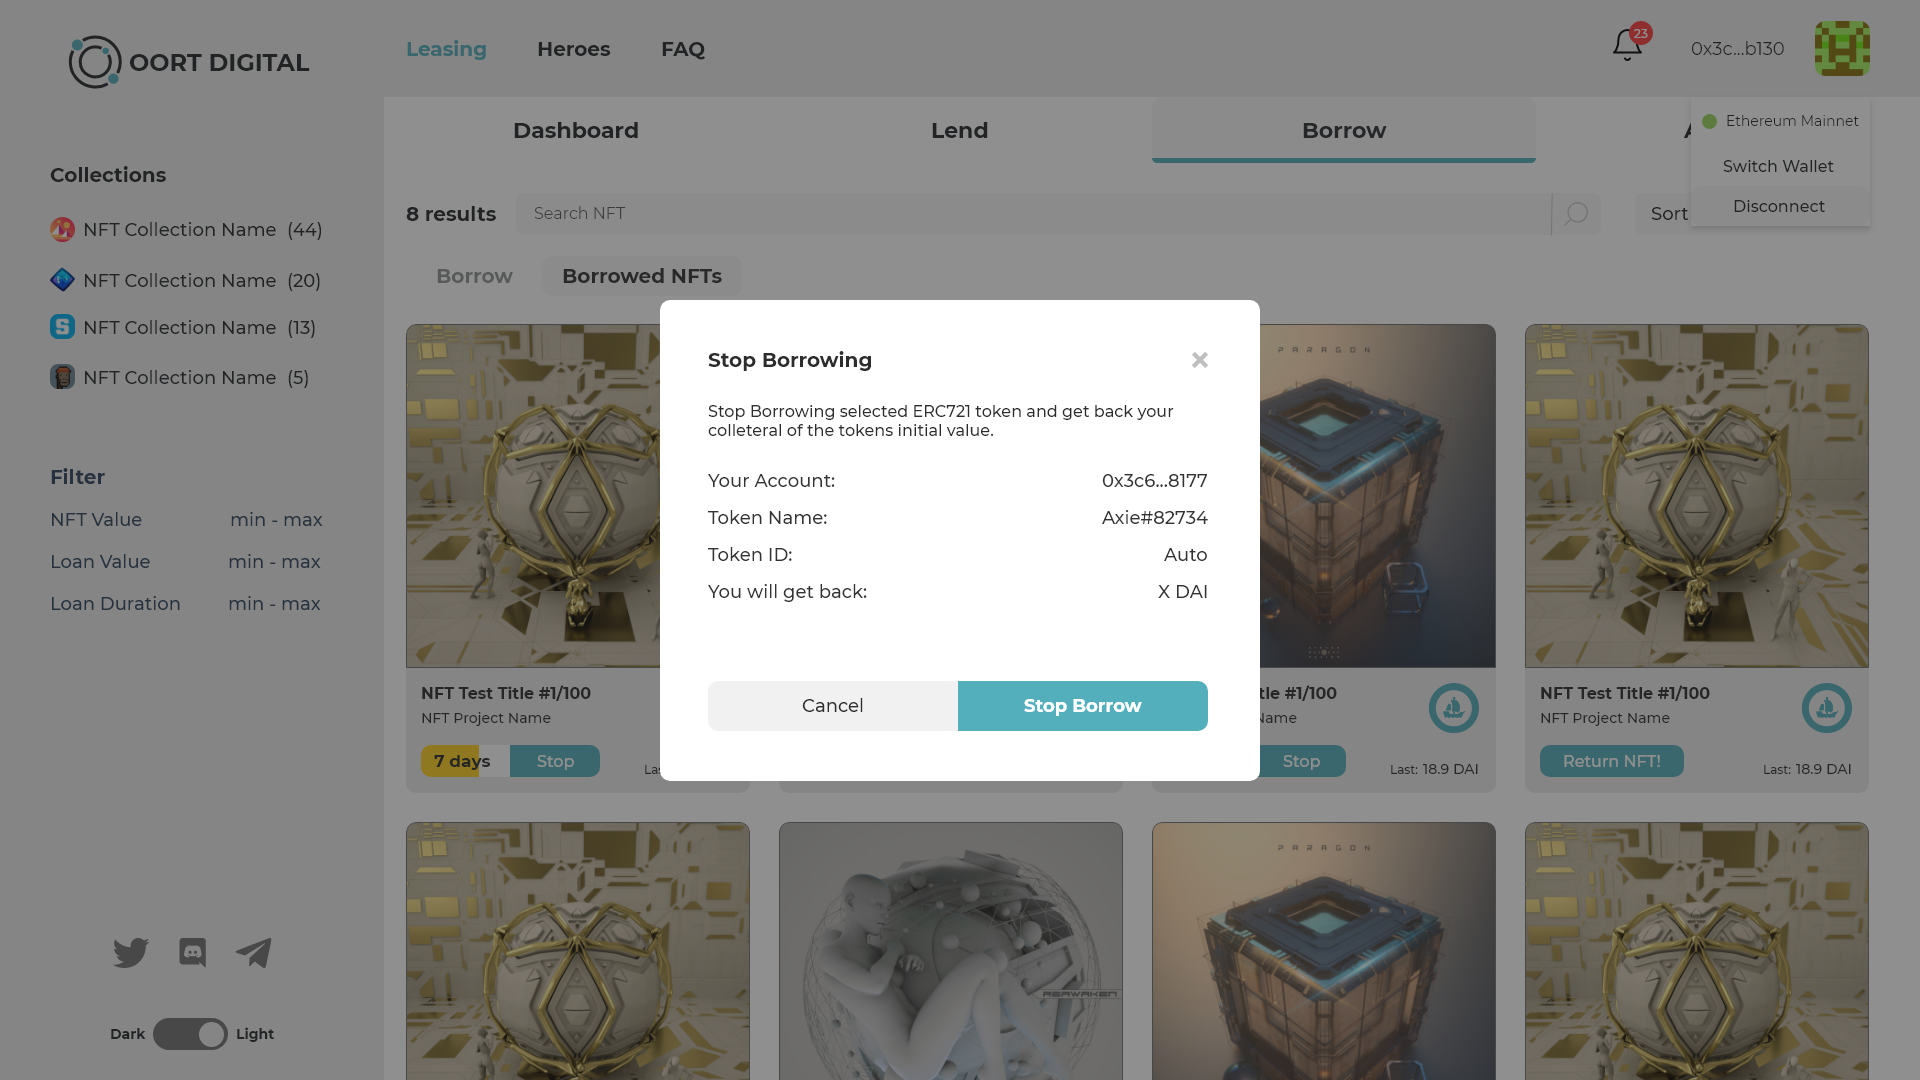 OORT DIGITAL
Leasing
Heroes
FAQ
23
0x3c...b130
Ethereum Mainnet
Switch Wallet
Disconnect
Dashboard
Lend
Borrow
8 results
Search NFT
Sort
Borrow
Borrowed NFTs
Collections
NFT Collection Name (44)
NFT Collection Name (20)
NFT Collection Name (13)
NFT Collection Name (5)
Filter
NFT Value min - max
Loan Value min - max
Loan Duration min - max
Dark
Light
Stop Borrowing
Stop Borrowing selected ERC721 token and get back your
colleteral of the tokens initial value.
Your Account: 0x3c6...8177
Token Name: Axie#82734
Token ID: Auto
You will get back: X DAI
Cancel
Stop Borrow
PARAGON
NFT Test Title #1/100
NFT Project Name
7 days
Stop
#1/100
Stop
Last: 18.9 DAI
NFT Test Title #1/100
NFT Project Name
Return NFT!
Last: 18.9 DAI
REAWAKEN
PARAGON